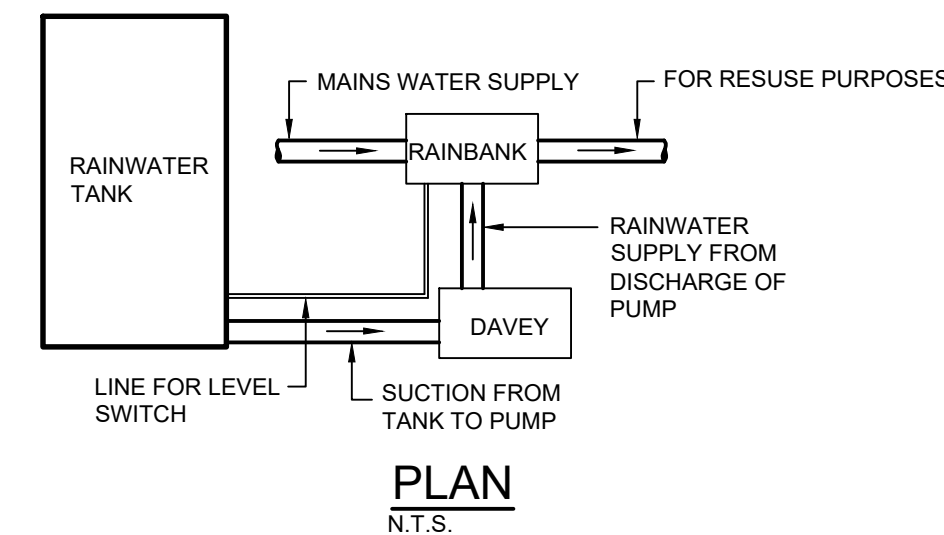 MAINS WATER SUPPLY
FOR RESUSE PURPOSES
RAINWATER
TANK
RAINBANK
RAINWATER
SUPPLY FROM
DISCHARGE OF
PUMP
DAVEY
LINE FOR LEVEL
SWITCH
SUCTION FROM
TANK TO PUMP
PLAN
N.T.S.